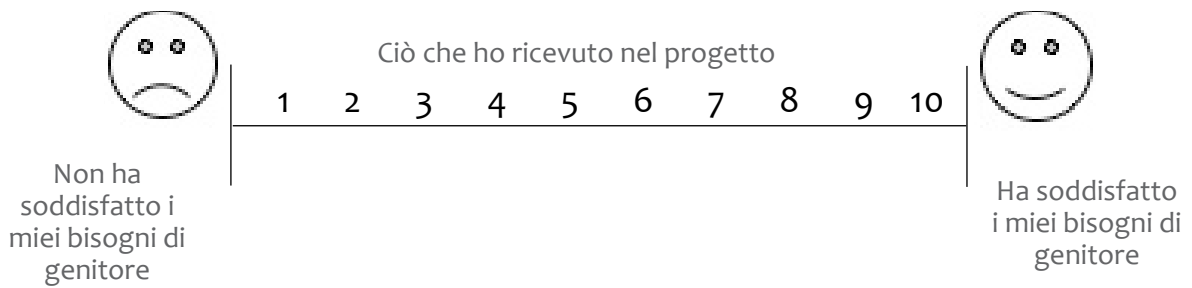 Ciò che ho ricevuto nel progetto
1 2 3 4 5 6 7 8 9 10
Non ha
soddisfatto i
miei bisogni di
genitore
Ha soddisfatto
i miei bisogni di
genitore